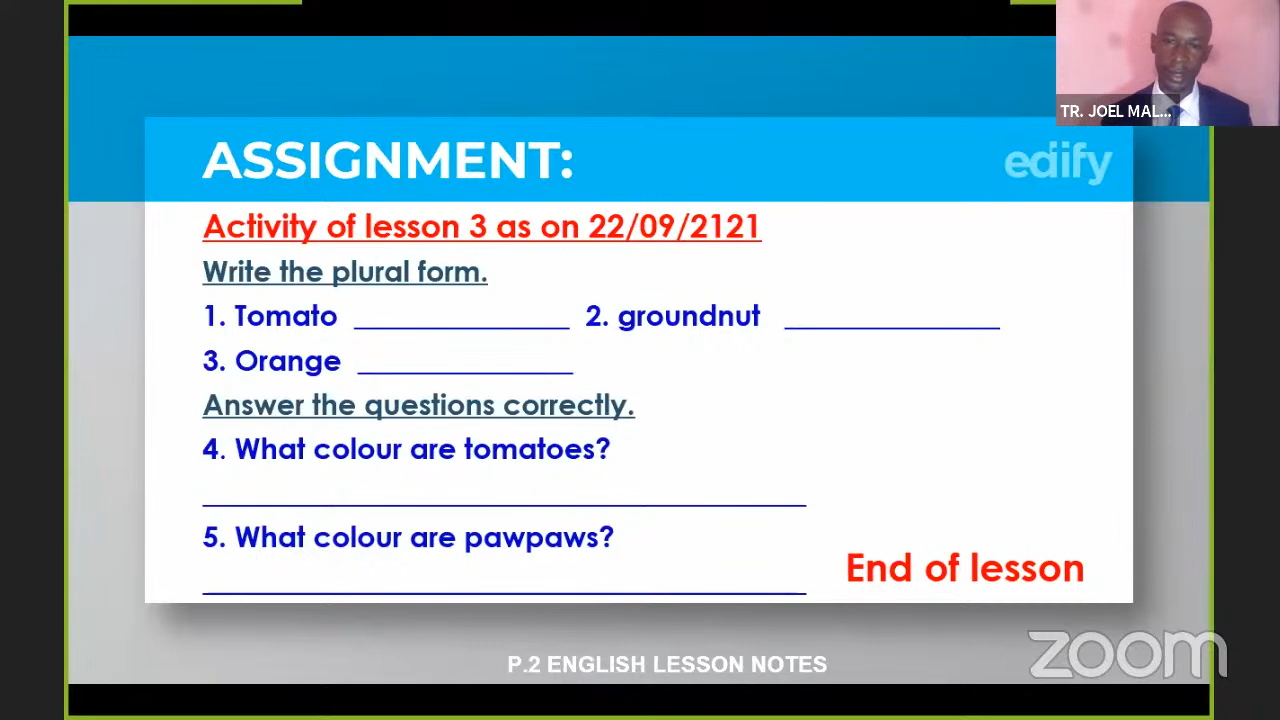 TR. JOEL MAL...
ASSIGNMENT:
edify
Activity of lesson 3 as on 22/09/2121
Write the plural form.
1. Tomato ______________ 2. groundnut ______________
3. Orange ______________
Answer the questions correctly.
4. What colour are tomatoes?
_______________________________________
5. What colour are pawpaws?
_______________________________________
End of lesson
P.2 ENGLISH LESSON NOTES
zoom